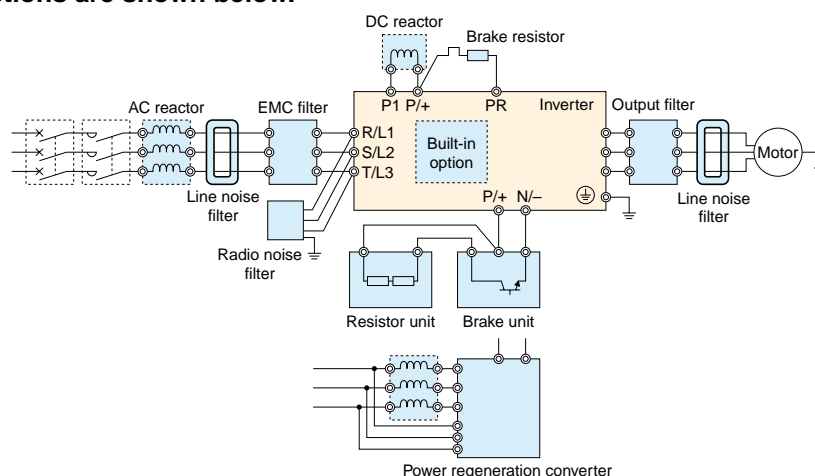 DC reactor
Brake resistor
AC reactor
EMC filter
P1 P/+
PR
Inverter
Output filter
R/L1
S/L2
T/L3
Built-in
option
Motor
Line noise
filter
P/+ N/–
Line noise
filter
Radio noise
filter
Resistor unit
Brake unit
Power regeneration converter